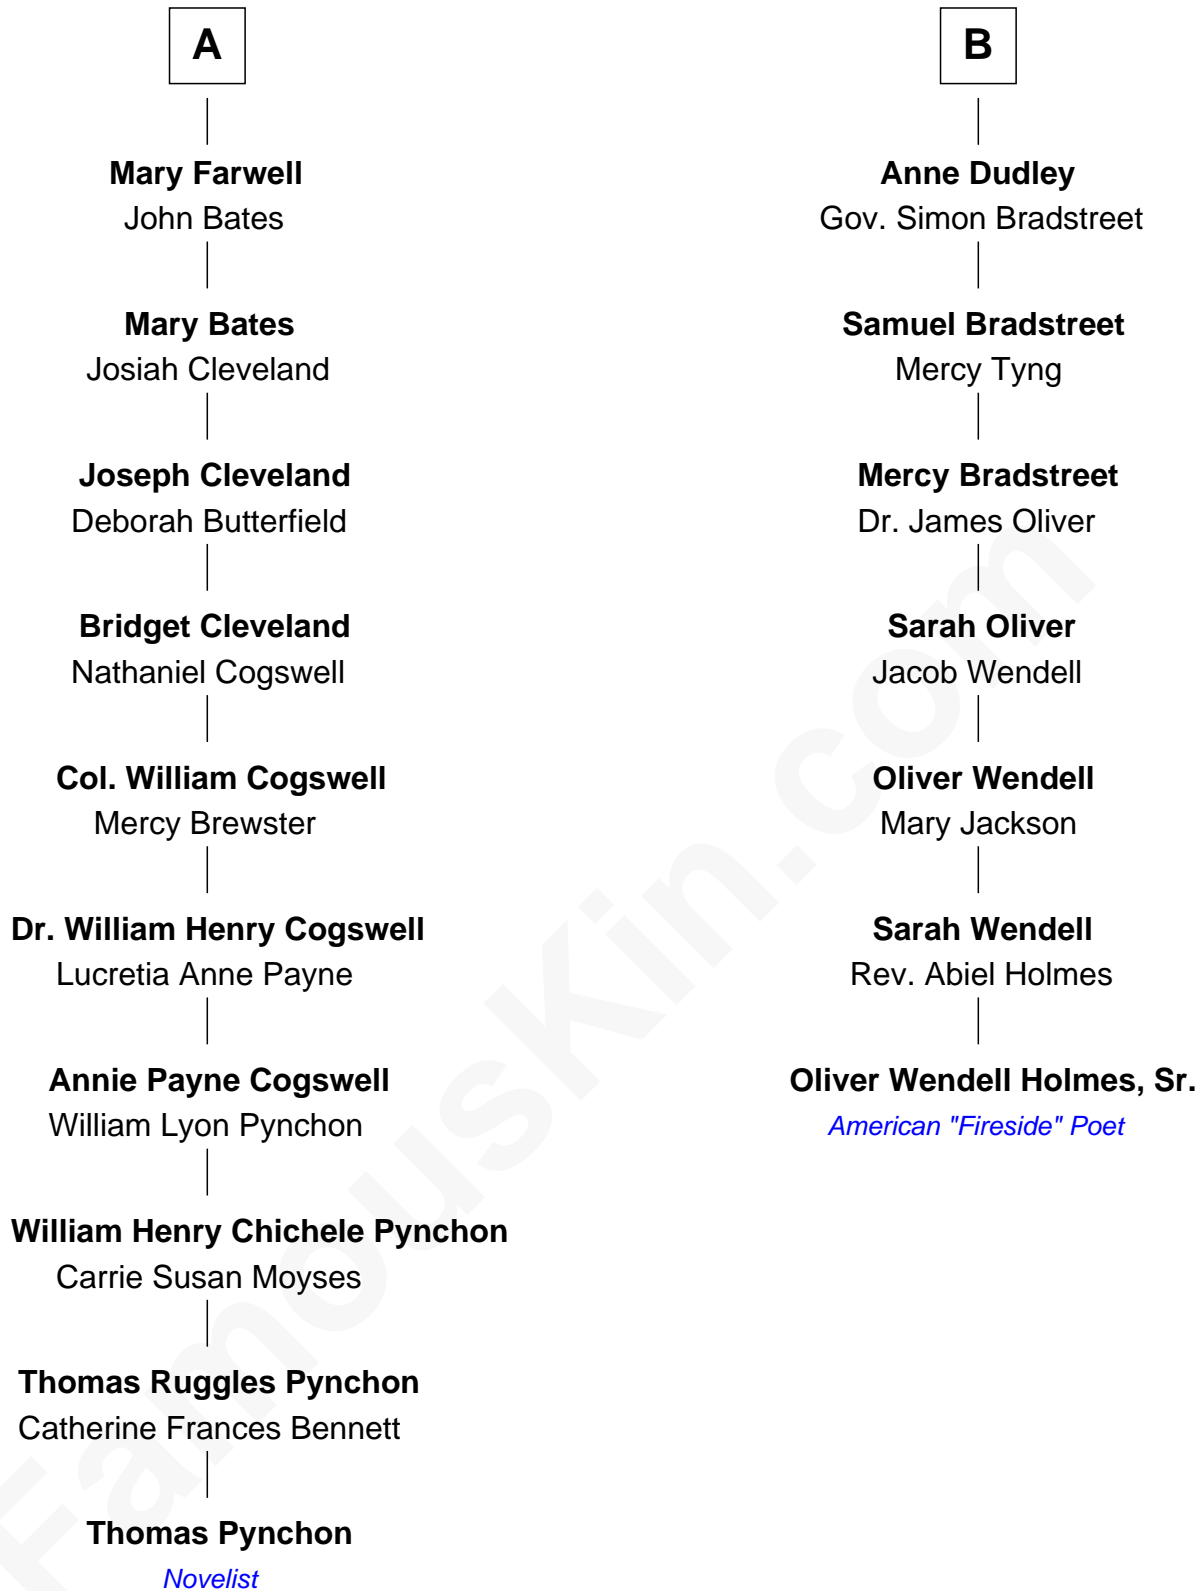 A
Mary Farwell
John Bates
Mary Bates
Josiah Cleveland
Joseph Cleveland
Deborah Butterfield
Bridget Cleveland
Nathaniel Cogswell
Col. William Cogswell
Mercy Brewster
Dr. William Henry Cogswell
Lucretia Anne Payne
Annie Payne Cogswell
William Lyon Pynchon
William Henry Chichele Pynchon
Carrie Susan Moyses
Thomas Ruggles Pynchon
Catherine Frances Bennett
Thomas Pynchon
Novelist
B
Anne Dudley
Gov. Simon Bradstreet
Samuel Bradstreet
Mercy Tyng
Mercy Bradstreet
Dr. James Oliver
Sarah Oliver
Jacob Wendell
Oliver Wendell
Mary Jackson
Sarah Wendell
Rev. Abiel Holmes
Oliver Wendell Holmes, Sr.
American "Fireside" Poet
FamousKin.com